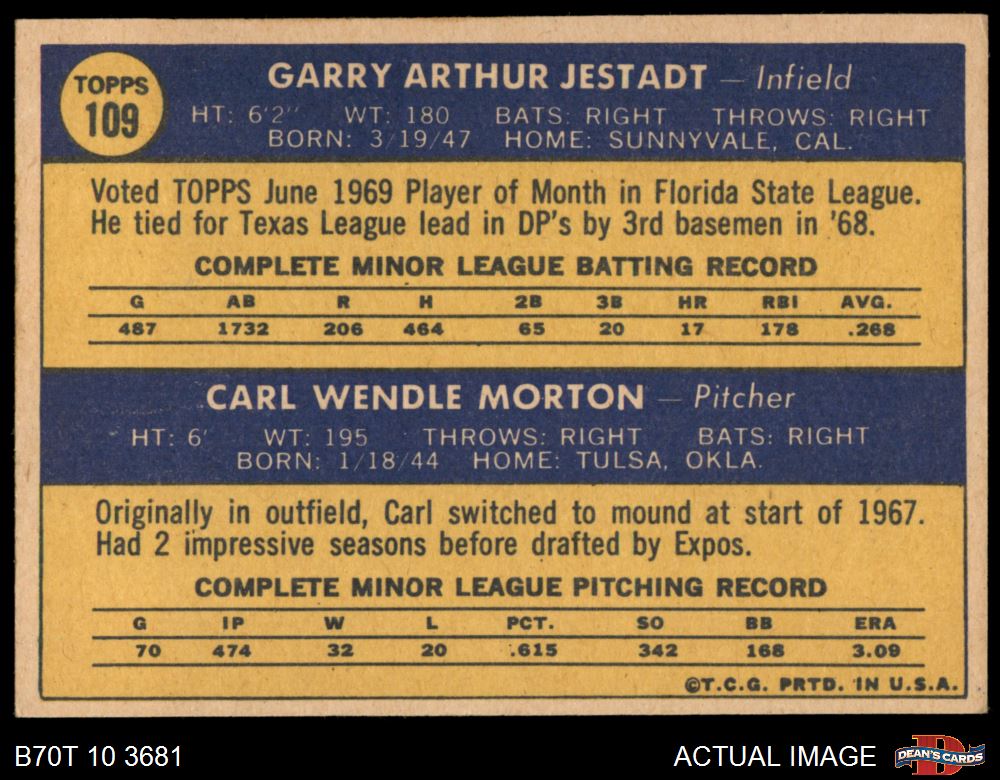 TOPPS
109
GARRY ARTHUR JESTADT — Infield
HT: 6'2" WT: 180 BATS: RIGHT THROWS: RIGHT
BORN: 3/19/47 HOME: SUNNYVALE, CAL.
Voted TOPPS June 1969 Player of Month in Florida State League.
He tied for Texas League lead in DP's by 3rd basemen in '68.
COMPLETE MINOR LEAGUE BATTING RECORD
G AB R H 2B 3B HR RBI AVG.
487 1732 206 464 65 20 17 178 .268
CARL WENDLE MORTON — Pitcher
HT: 6' WT: 195 THROWS: RIGHT BATS: RIGHT
BORN: 1/18/44 HOME: TULSA, OKLA.
Originally in outfield, Carl switched to mound at start of 1967.
Had 2 impressive seasons before drafted by Expos.
COMPLETE MINOR LEAGUE PITCHING RECORD
G IP W L PCT. SO BB ERA
70 474 32 20 .615 342 168 3.09
©T.C.G. PRTD. IN U.S.A.
B70T 10 3681 ACTUAL IMAGE D DEAN'S CARDS